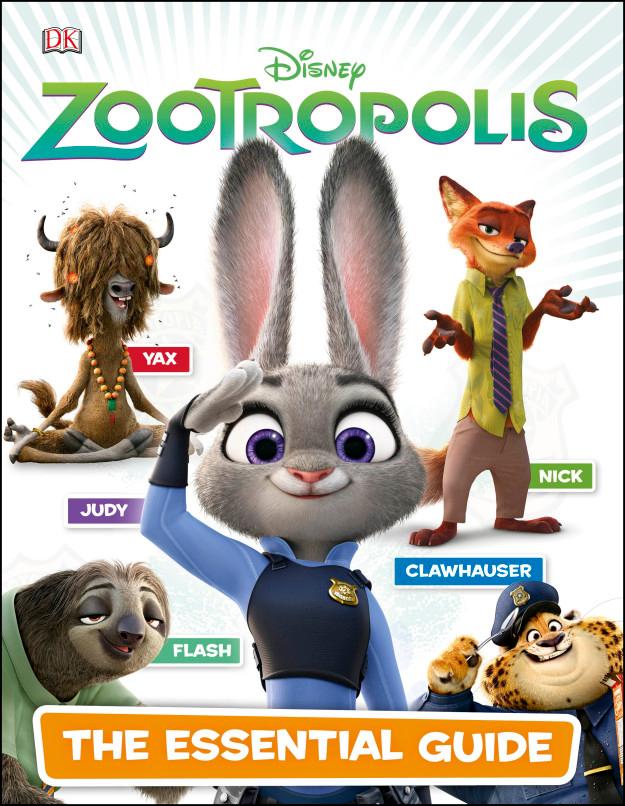 DK
Disney
ZOOTROPOLIS
YAX
NICK
JUDY
CLAWHAUSER
FLASH
THE ESSENTIAL GUIDE